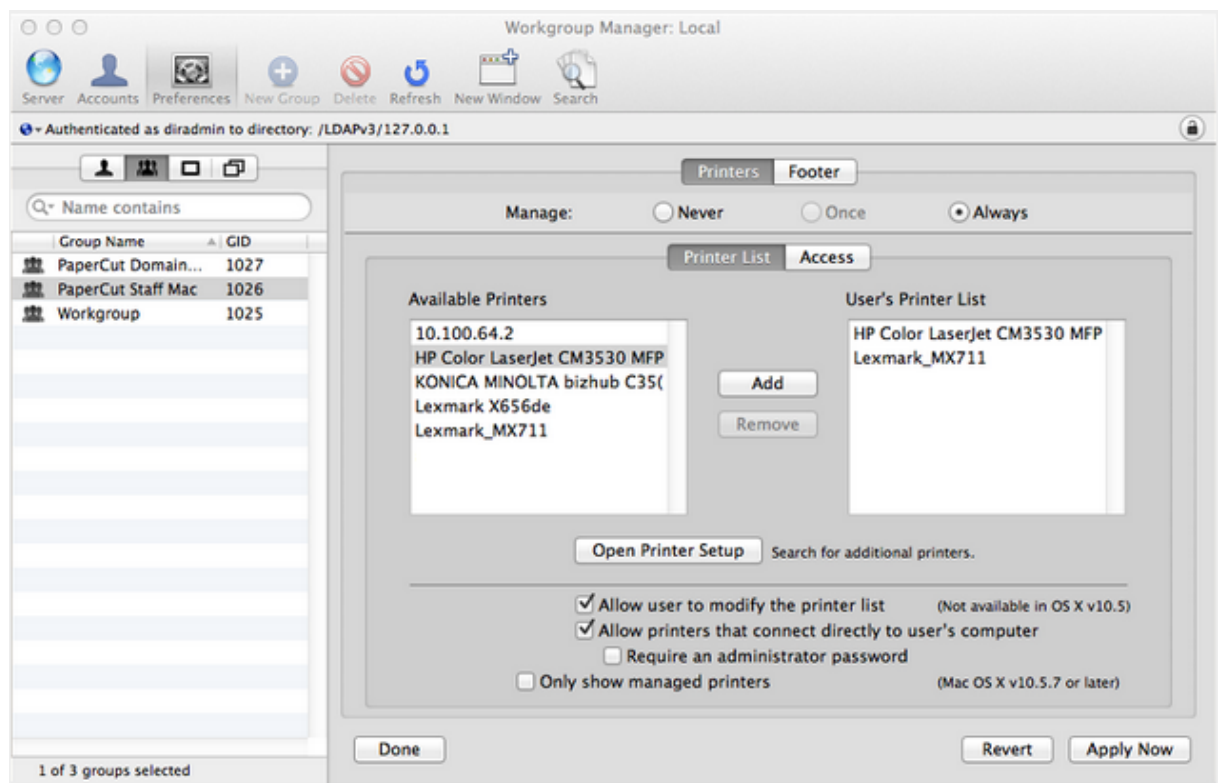 Workgroup Manager: Local
Server Accounts Preferences New Group Delete Refresh New Window Search
Authenticated as diradmin to directory: /LDAPv3/127.0.0.1
Name contains
Group Name GID
PaperCut Domain... 1027
PaperCut Staff Mac 1026
Workgroup 1025
1 of 3 groups selected
Printers Footer
Manage: Never Once Always
Printer List Access
Available Printers
10.100.64.2
HP Color LaserJet CM3530 MFP
KONICA MINOLTA bizhub C35(
Lexmark X656de
Lexmark_MX711
Add
Remove
User's Printer List
HP Color LaserJet CM3530 MFP
Lexmark_MX711
Open Printer Setup Search for additional printers.
Allow user to modify the printer list (Not available in OS X v10.5)
Allow printers that connect directly to user's computer
Require an administrator password
Only show managed printers (Mac OS X v10.5.7 or later)
Done Revert Apply Now